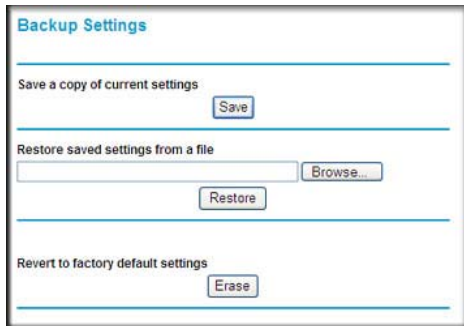 Backup Settings
Save a copy of current settings
Save
Restore saved settings from a file
Browse...
Restore
Revert to factory default settings
Erase